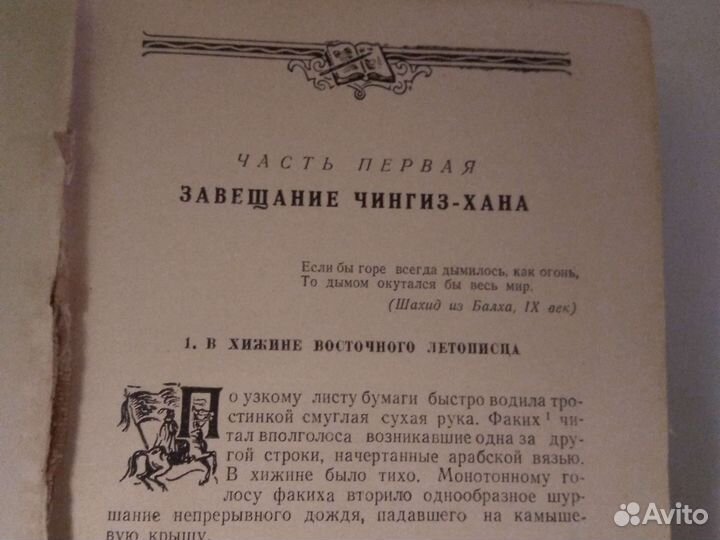 ЧАСТЬ ПЕРВАЯ
ЗАВЕЩАНИЕ ЧИНГИЗ-ХАНА
Если бы горе всегда дымилось, как огонь,
То дымом окутался бы весь мир.
(Шахид из Балха, IX век)
1. В ХИЖИНЕ ВОСТОЧНОГО ЛЕТОПИСЦА
По узкому листу бумаги быстро водила тро-
стинкой смуглая сухая рука. Факих ¹ чи-
тал вполголоса возникавшие одна за дру-
гой строки, начертанные арабской вязью.
В хижине было тихо. Монотонному го-
лосу факиха вторило однообразное шур-
шание непрерывного дождя, падавшего на камыше-
вую крышу.
Avito